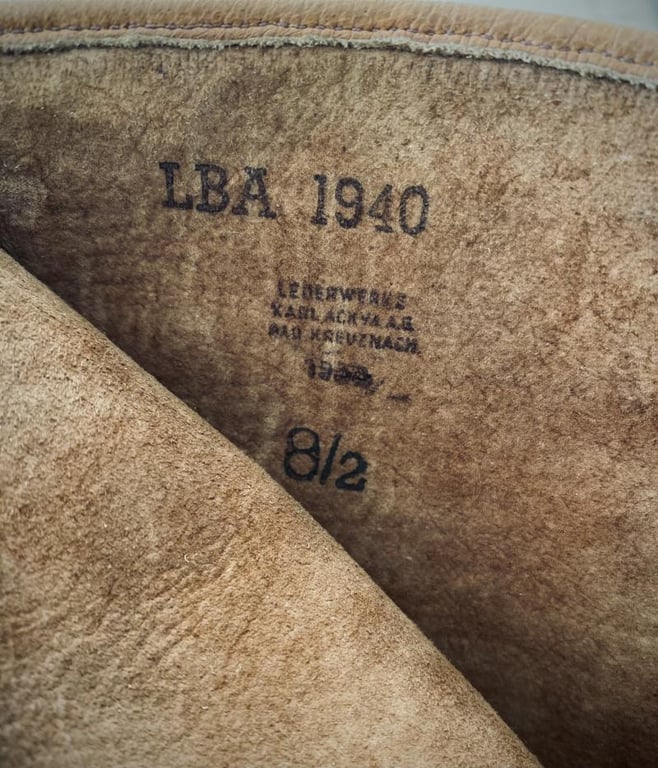 LBA 1940
LEDERWERKE
KARL ACKVA A.G.
BAD KREUZNACH.
8/2